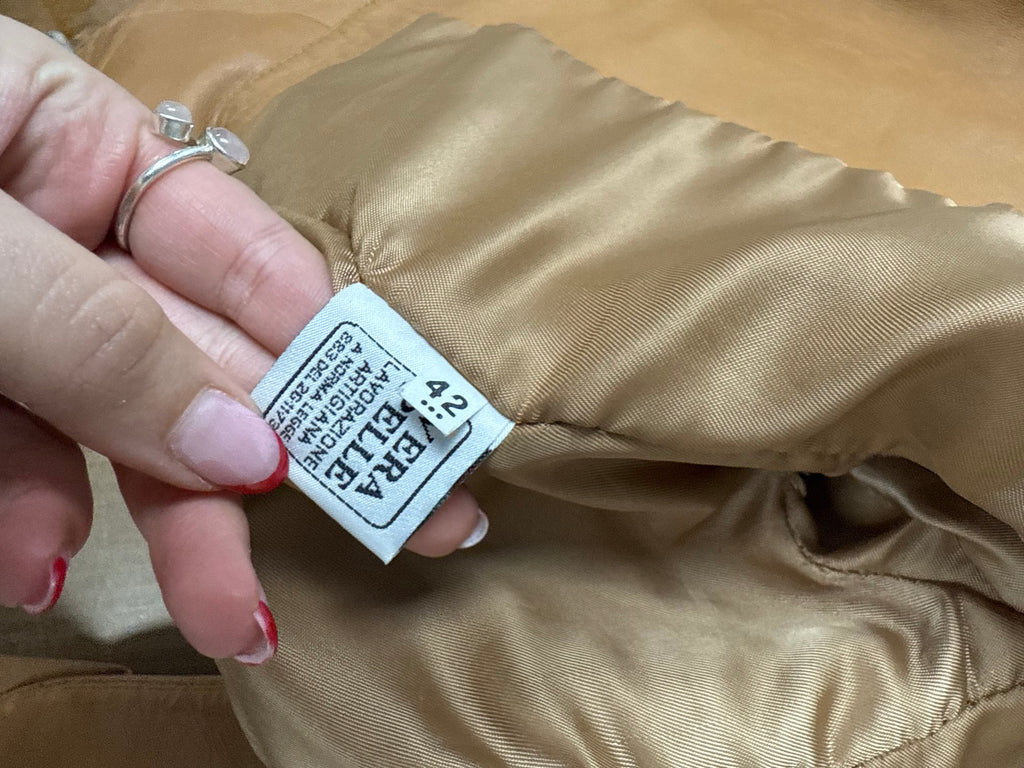 42
VERA
PELLE
LAVORAZIONE
ARTIGIANA
A NORMA LEGGE
883 DEL 26-11-73